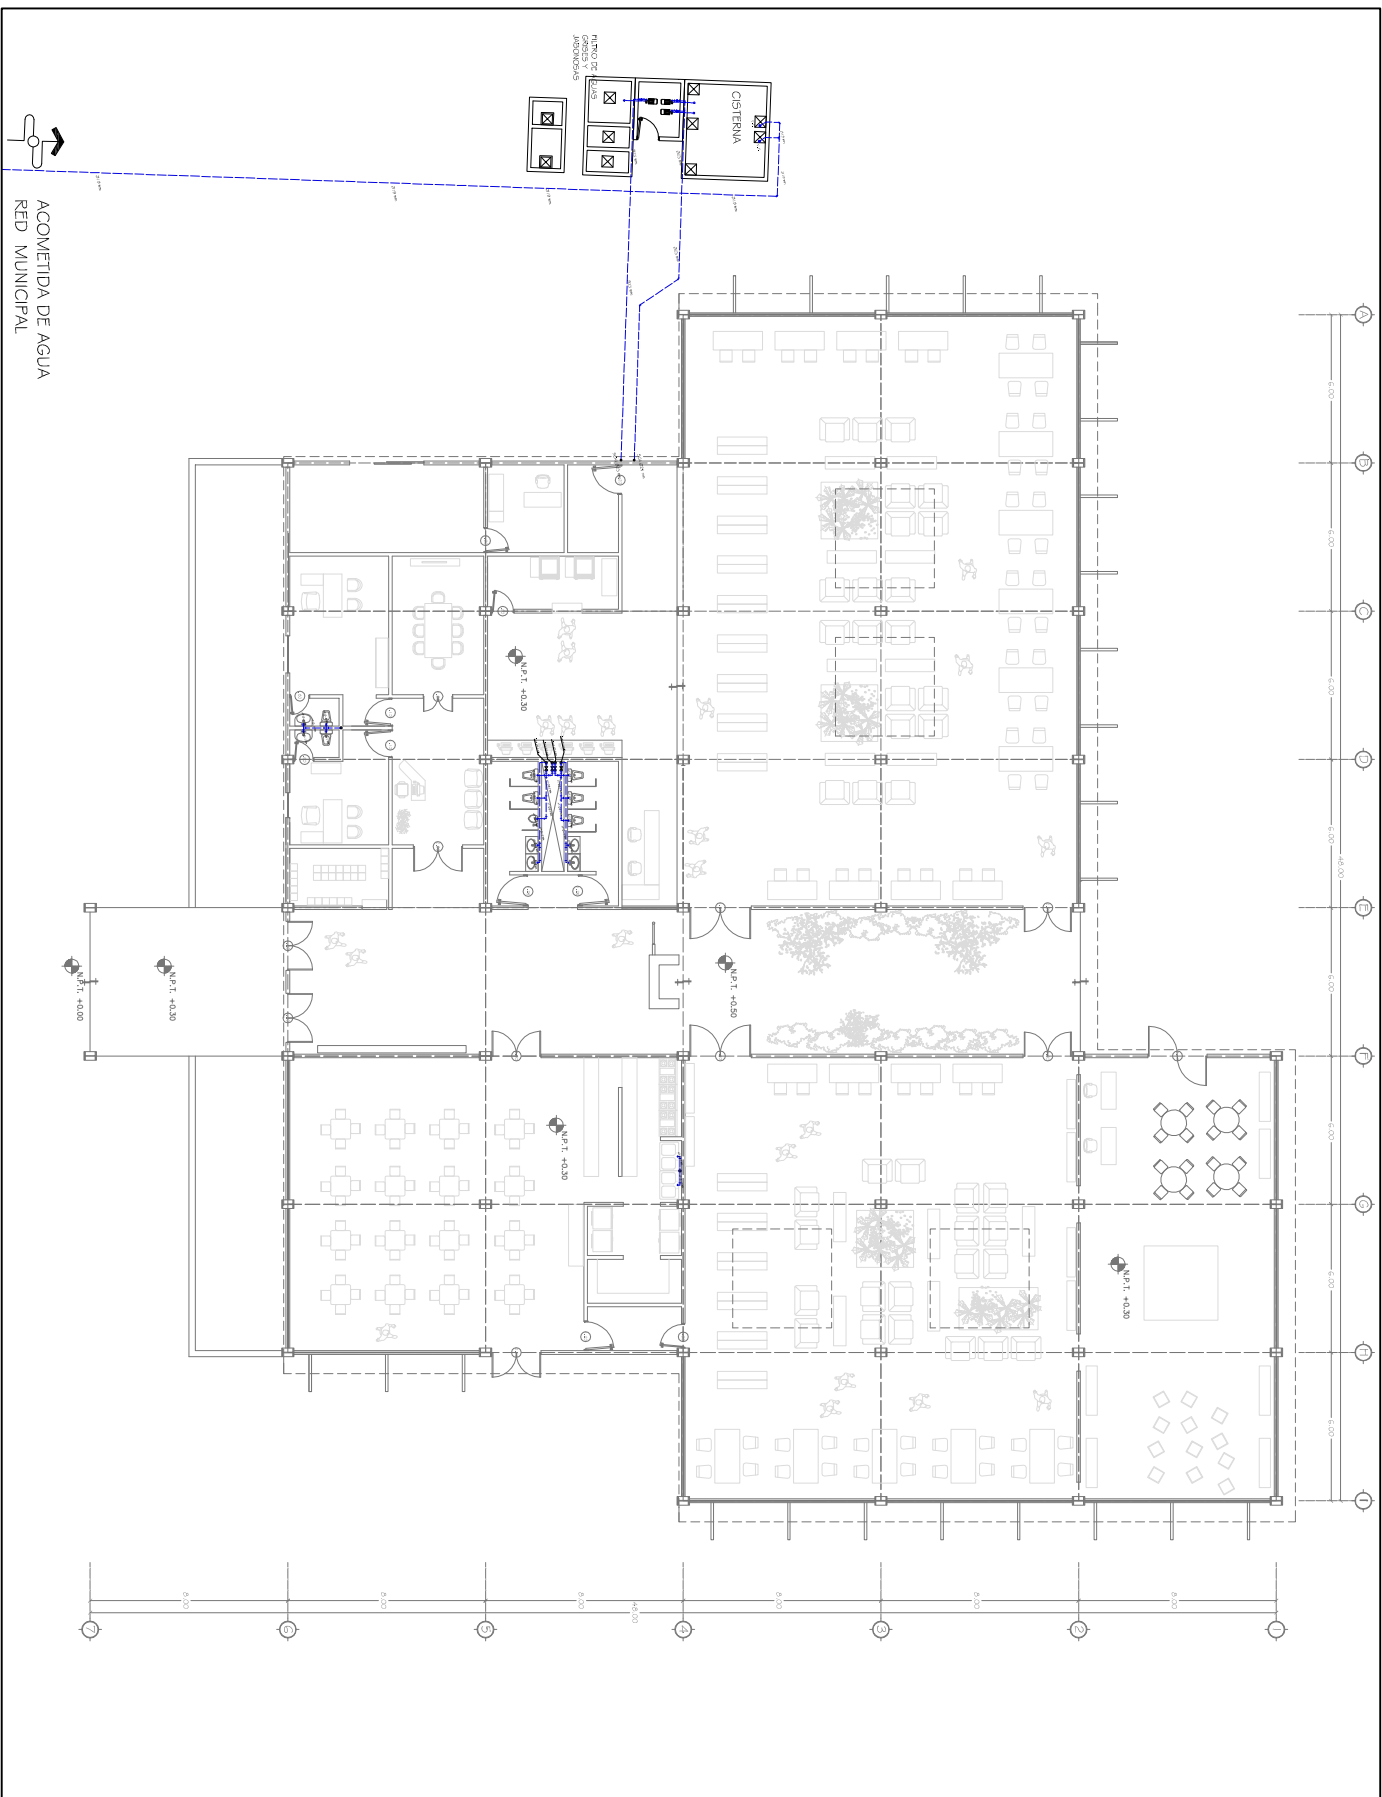 FILTRO DE AGUAS
GRISES Y
JABONOSAS
CISTERNA
ACOMETIDA DE AGUA
RED MUNICIPAL
A
B
C
D
E
F
G
H
I
6.00
6.00
6.00
6.00
6.00
6.00
6.00
6.00
48.00
N.P.T. +0.30
N.P.T. +0.00
N.P.T. +0.30
N.P.T. +0.50
N.P.T. +0.30
N.P.T. +0.30
8.00
8.00
8.00
8.00
8.00
8.00
48.00
7
6
5
4
3
2
1